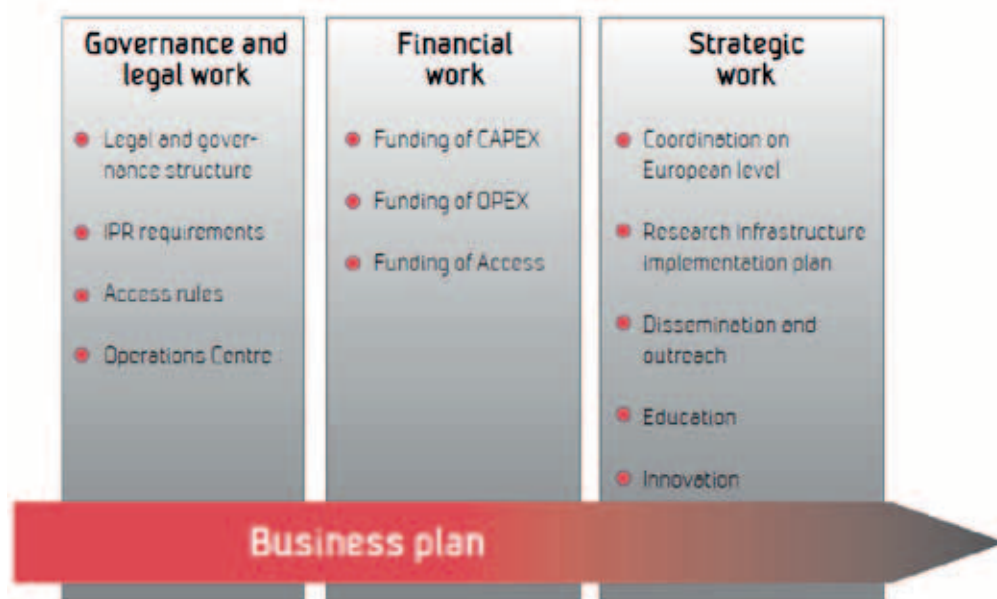 Governance and
legal work
Legal and gover-
nance structure
IPR requirements
Access rules
Operations Centre
Financial
work
Funding of CAPEX
Funding of OPEX
Funding of Access
Strategic
work
Coordination on
European level
Research infrastructure
implementation plan
Dissemination and
outreach
Education
Innovation
Business plan